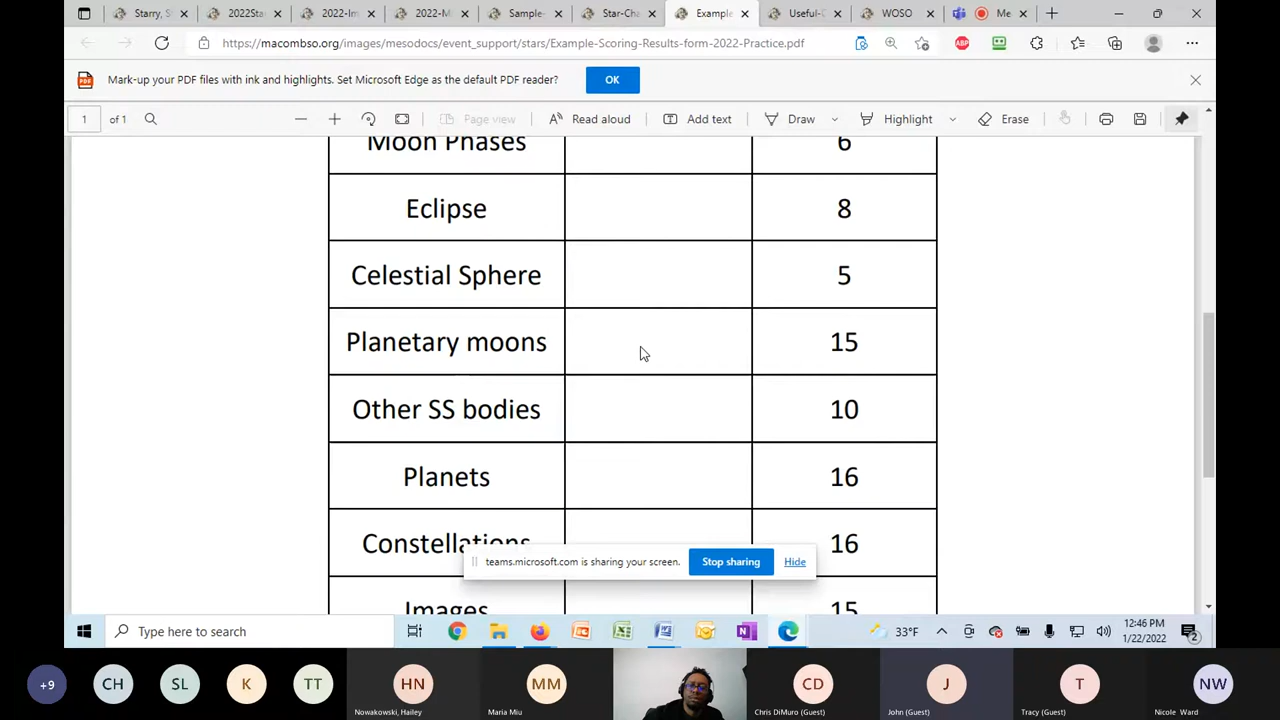 Starry, S
2022Sta
2022-Im
2022-M
Sample-
Star-Cha
Example
Useful-C
WOSO
Me
https://macombso.org/images/mesodocs/event_support/stars/Example-Scoring-Results-form-2022-Practice.pdf
ABP
PDF
Mark-up your PDF files with ink and highlights. Set Microsoft Edge as the default PDF reader?
OK
1 of 1
Page view
Read aloud
Add text
Draw
Highlight
Erase
Moon Phases 6
Eclipse 8
Celestial Sphere 5
Planetary moons 15
Other SS bodies 10
Planets 16
Constellations 16
teams.microsoft.com is sharing your screen. Stop sharing Hide
Images 15
Type here to search
33°F
12:46 PM
1/22/2022
2
+9
CH
SL
K
TT
HN
MM
CD
J
T
NW
Nowakowski, Hailey
Maria Miu
Chris DiMuro (Guest)
John (Guest)
Tracy (Guest)
Nicole Ward